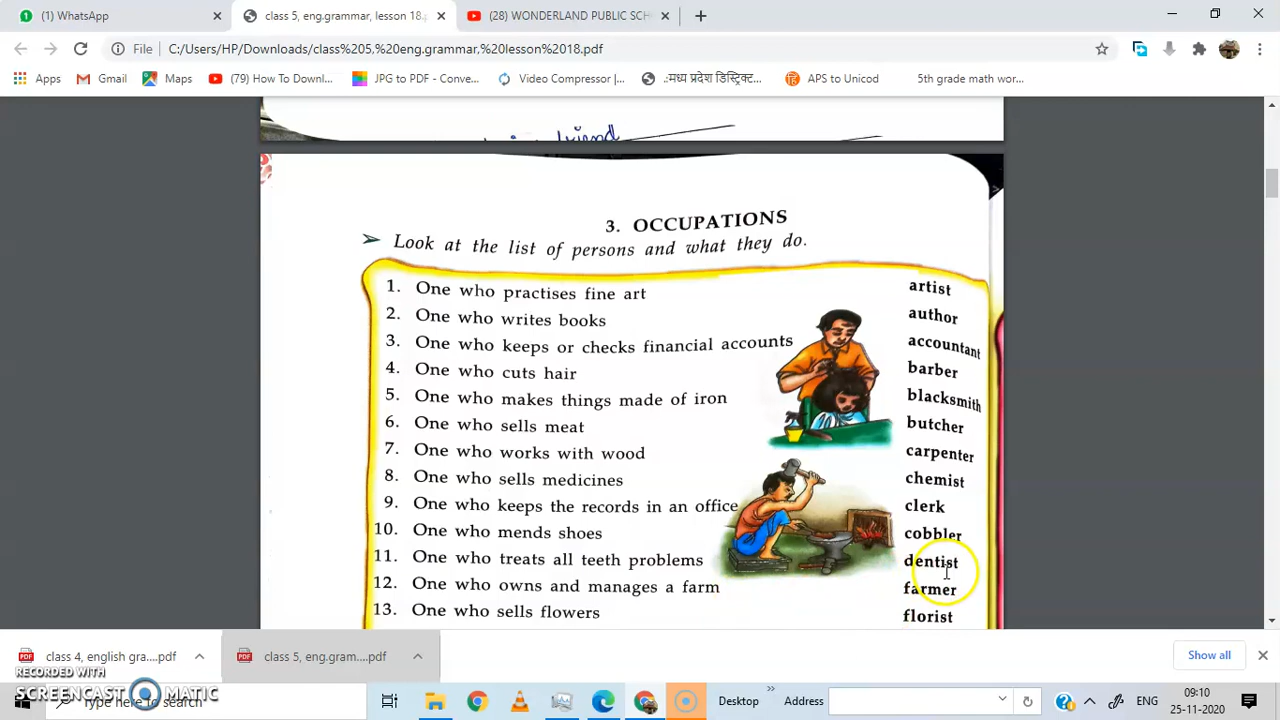 (1) WhatsApp
class 5, eng.grammar, lesson 18.
(28) WONDERLAND PUBLIC SCH
File
C:/Users/HP/Downloads/class%205,%20eng.grammar,%20lesson%2018.pdf
Apps
Gmail
Maps
(79) How To Downl...
JPG to PDF - Conve...
Video Compressor |...
.:मध्य प्रदेश डिस्ट्रिक्ट...
APS to Unicod
5th grade math wor...
friend
3. OCCUPATIONS
➢ Look at the list of persons and what they do.
1. One who practises fine art artist
2. One who writes books author
3. One who keeps or checks financial accounts accountant
4. One who cuts hair barber
5. One who makes things made of iron blacksmith
6. One who sells meat butcher
7. One who works with wood carpenter
8. One who sells medicines chemist
9. One who keeps the records in an office clerk
10. One who mends shoes cobbler
11. One who treats all teeth problems dentist
12. One who owns and manages a farm farmer
13. One who sells flowers florist
class 4, english gra....pdf
class 5, eng.gram....pdf
Show all
RECORDED WITH
SCREENCAST MATIC
Type here to search
Desktop
Address
ENG
09:10
25-11-2020